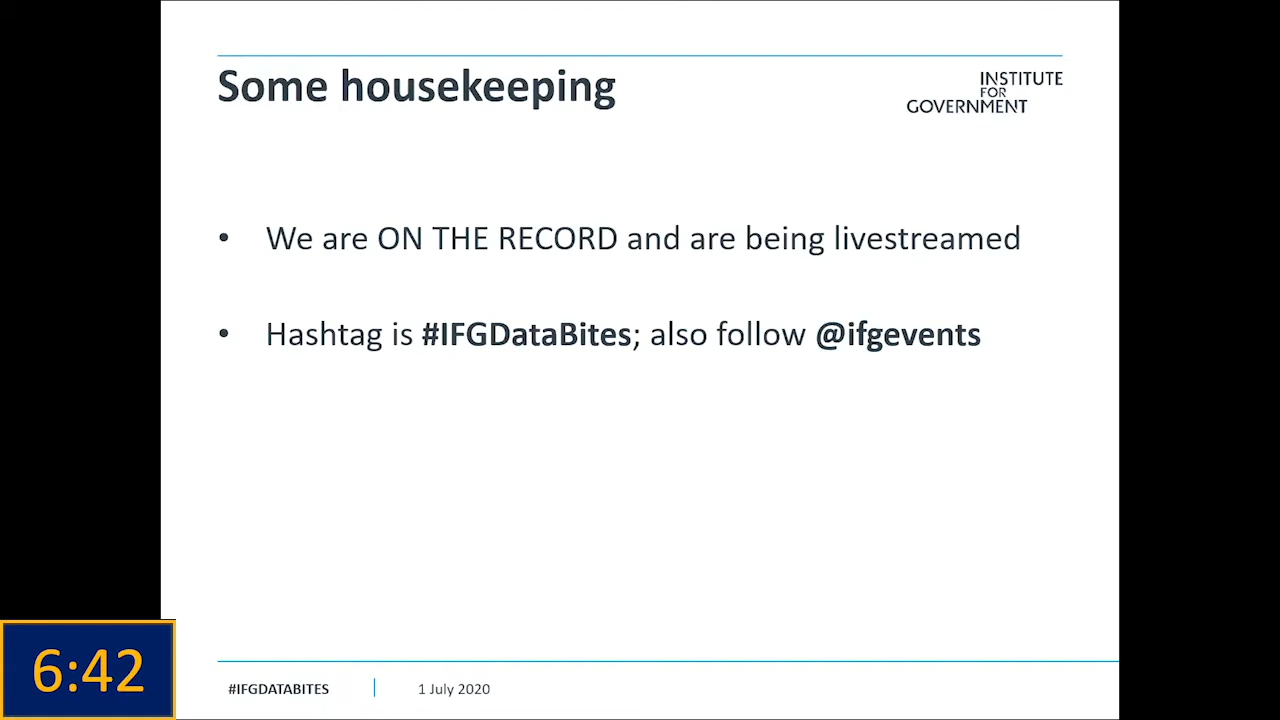 Some housekeeping
INSTITUTE
FOR
GOVERNMENT
• We are ON THE RECORD and are being livestreamed
• Hashtag is #IFGDataBites; also follow @ifgevents
6:42
#IFGDATABITES
1 July 2020